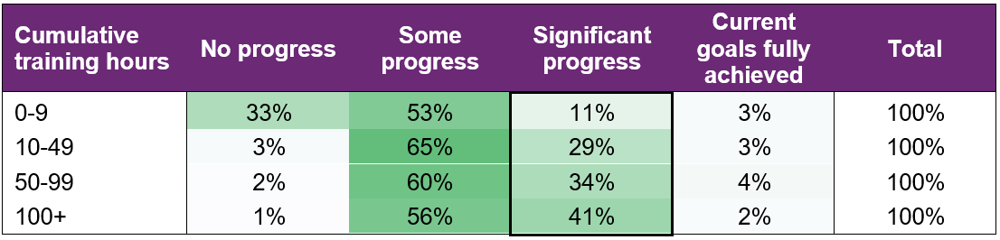 Cumulative training hours No progress Some progress Significant progress Current goals fully achieved Total
0-9 33% 53% 11% 3% 100%
10-49 3% 65% 29% 3% 100%
50-99 2% 60% 34% 4% 100%
100+ 1% 56% 41% 2% 100%